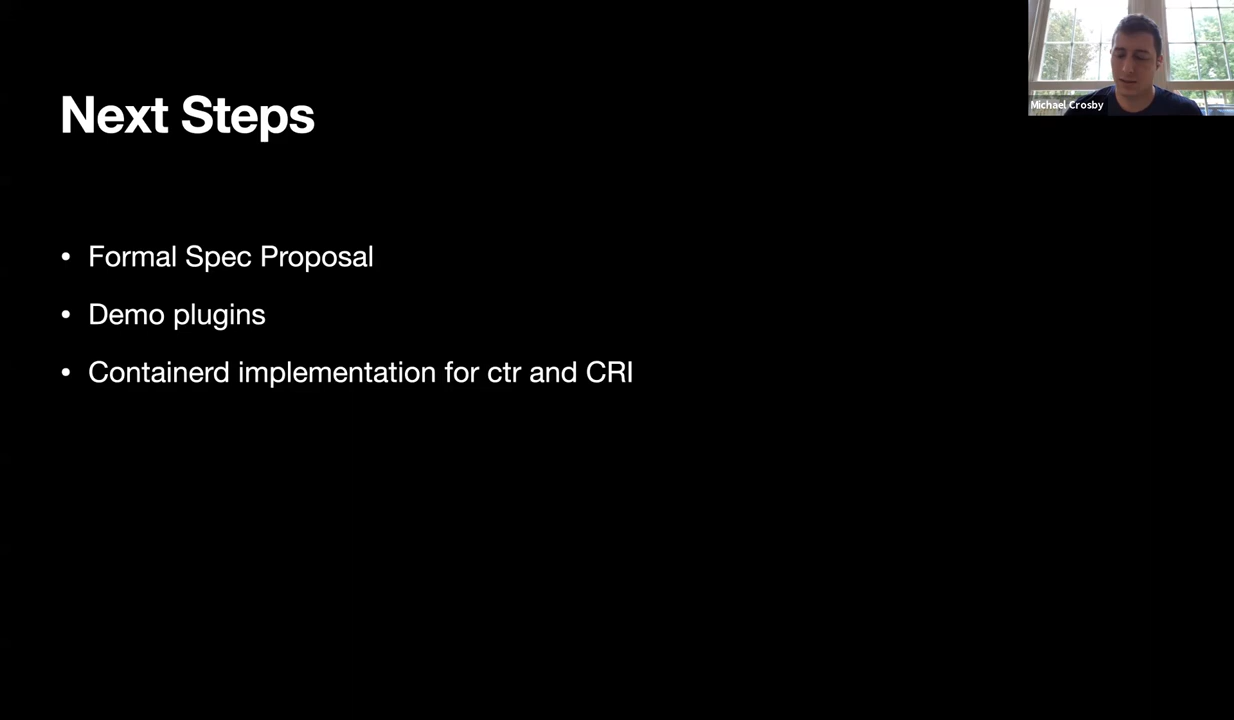 Michael Crosby
Next Steps
• Formal Spec Proposal
• Demo plugins
• Containerd implementation for ctr and CRI